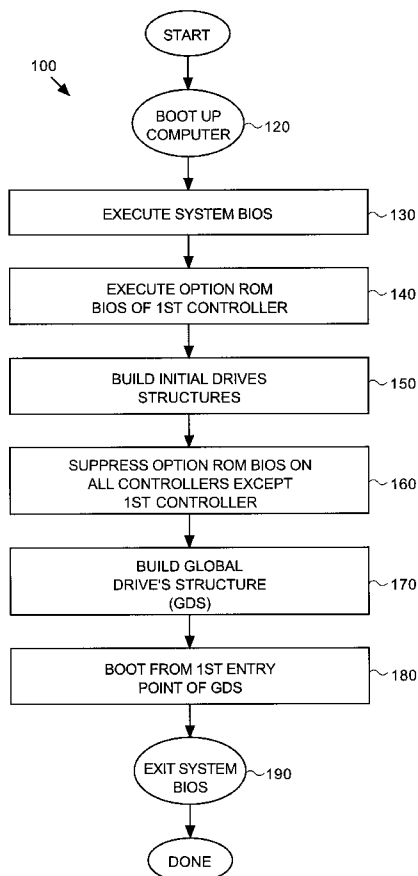 START
100
BOOT UP
COMPUTER
120
EXECUTE SYSTEM BIOS
130
EXECUTE OPTION ROM
BIOS OF 1ST CONTROLLER
140
BUILD INITIAL DRIVES
STRUCTURES
150
SUPPRESS OPTION ROM BIOS ON
ALL CONTROLLERS EXCEPT
1ST CONTROLLER
160
BUILD GLOBAL
DRIVE'S STRUCTURE
(GDS)
170
BOOT FROM 1ST ENTRY
POINT OF GDS
180
EXIT SYSTEM
BIOS
190
DONE